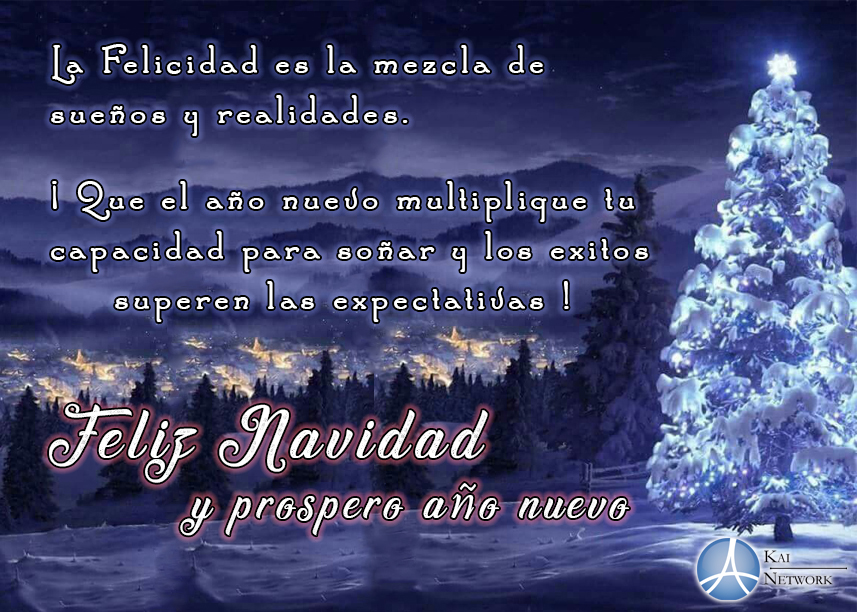 La Felicidad es la mezcla de
sueños y realidades.
¡ Que el año nuevo multiplique tu
capacidad para soñar y los exitos
superen las expectativas !
Feliz Navidad
y prospero año nuevo
Kai
Network